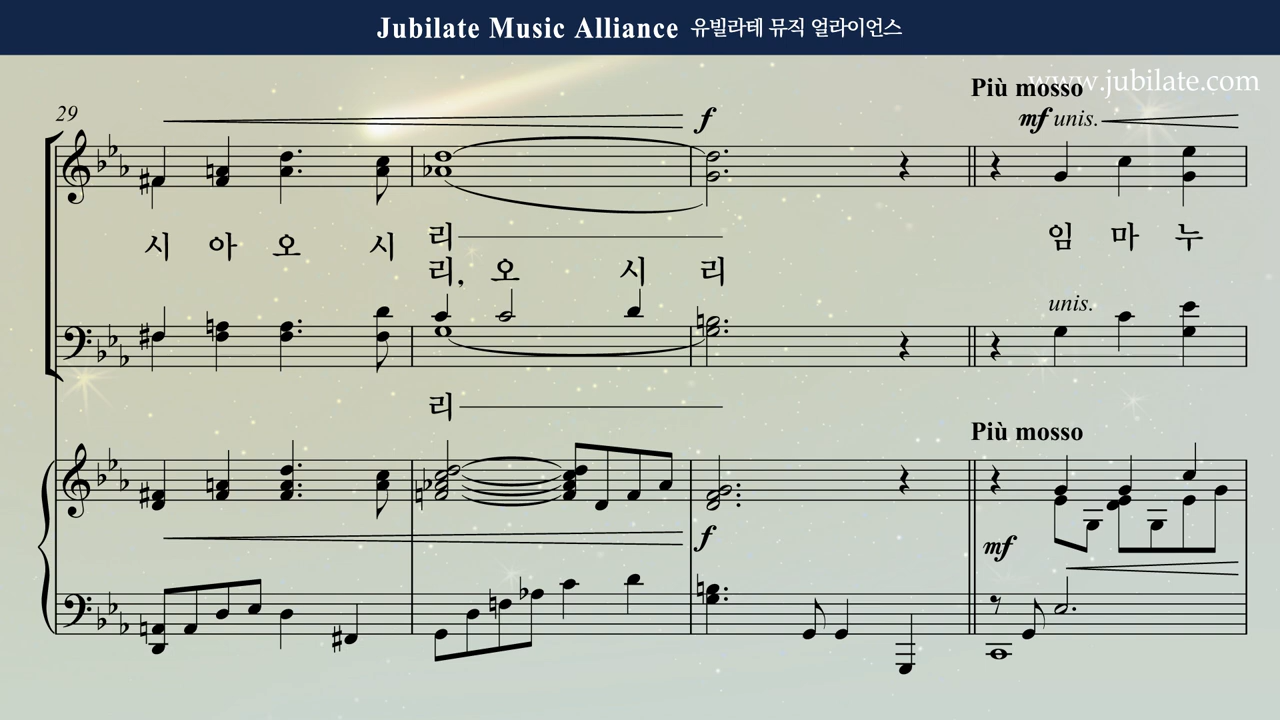 Jubilate Music Alliance 유빌라테 뮤직 얼라이언스
www.jubilate.com
Più mosso
29
f
mf unis.
시 아 오 시 리 임 마 누
리, 오 시 리
unis.
리
Più mosso
f
mf